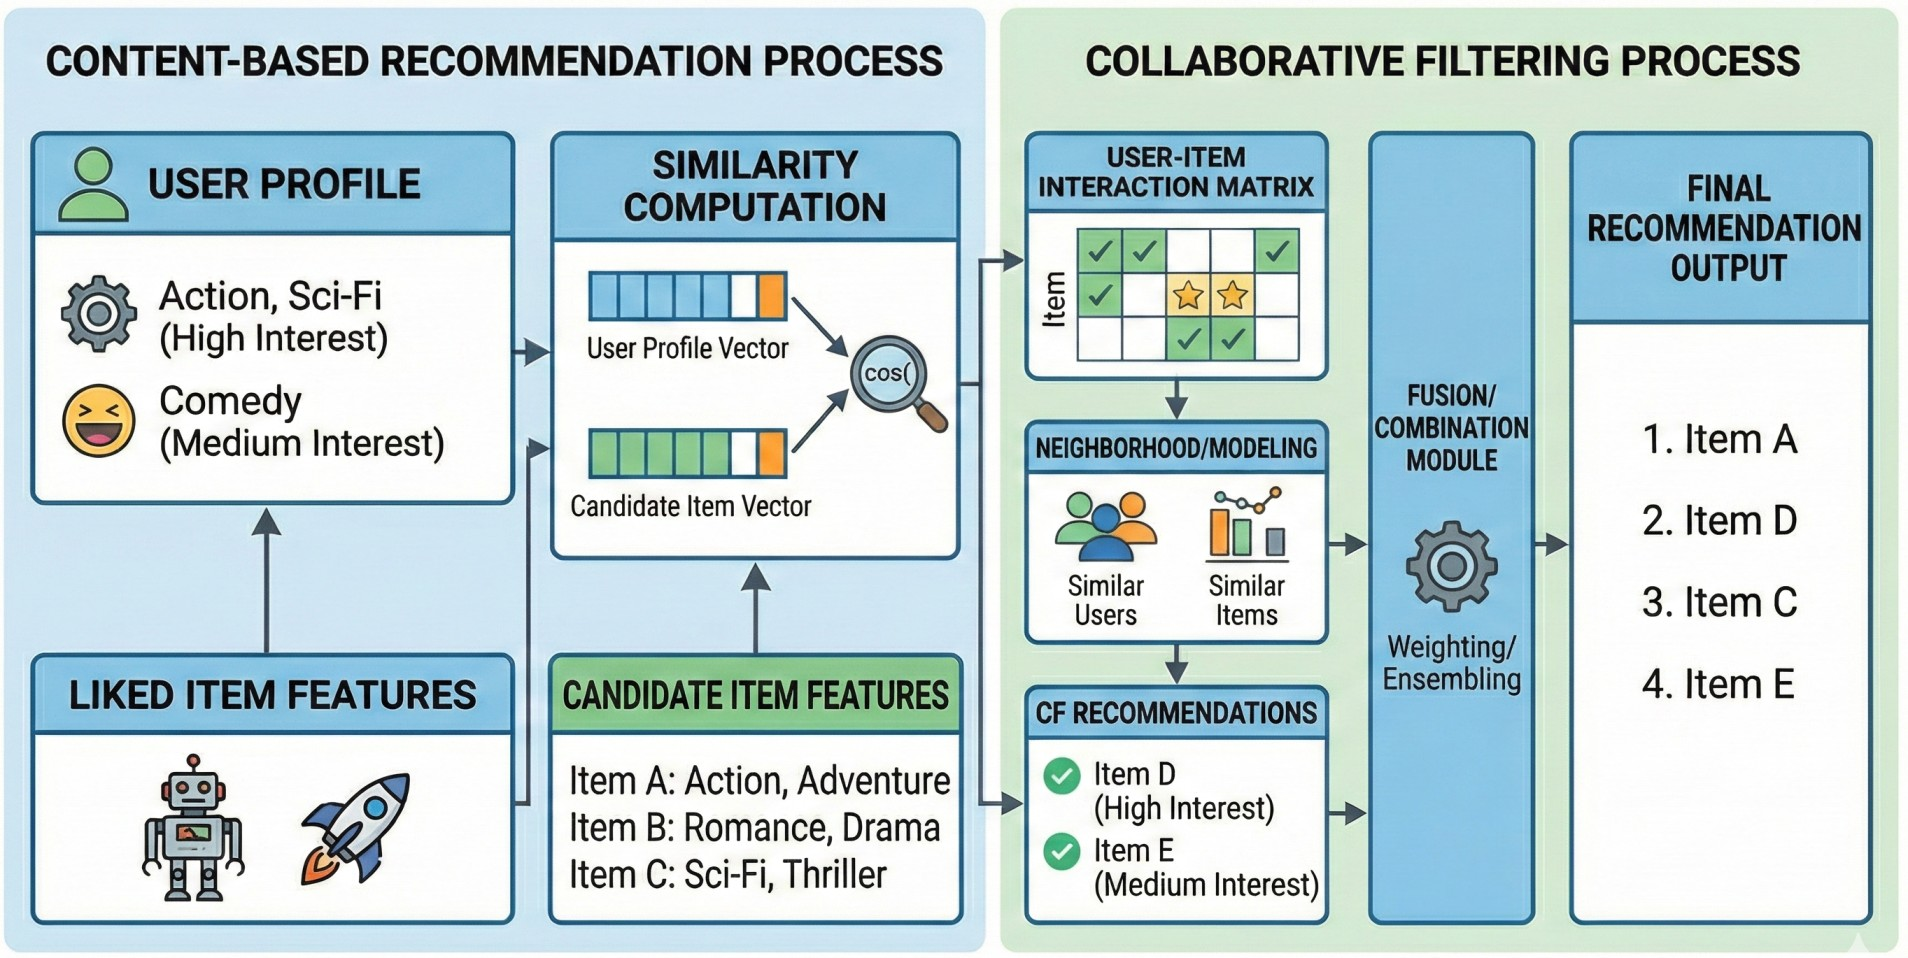 CONTENT-BASED RECOMMENDATION PROCESS
USER PROFILE
Action, Sci-Fi
(High Interest)
Comedy
(Medium Interest)
LIKED ITEM FEATURES
SIMILARITY
COMPUTATION
User Profile Vector
cos(
Candidate Item Vector
CANDIDATE ITEM FEATURES
Item A: Action, Adventure
Item B: Romance, Drama
Item C: Sci-Fi, Thriller
COLLABORATIVE FILTERING PROCESS
USER-ITEM
INTERACTION MATRIX
Item
NEIGHBORHOOD/MODELING
Similar
Users
Similar
Items
CF RECOMMENDATIONS
Item D
(High Interest)
Item E
(Medium Interest)
FUSION/
COMBINATION
MODULE
Weighting/
Ensembling
FINAL
RECOMMENDATION
OUTPUT
1. Item A
2. Item D
3. Item C
4. Item E